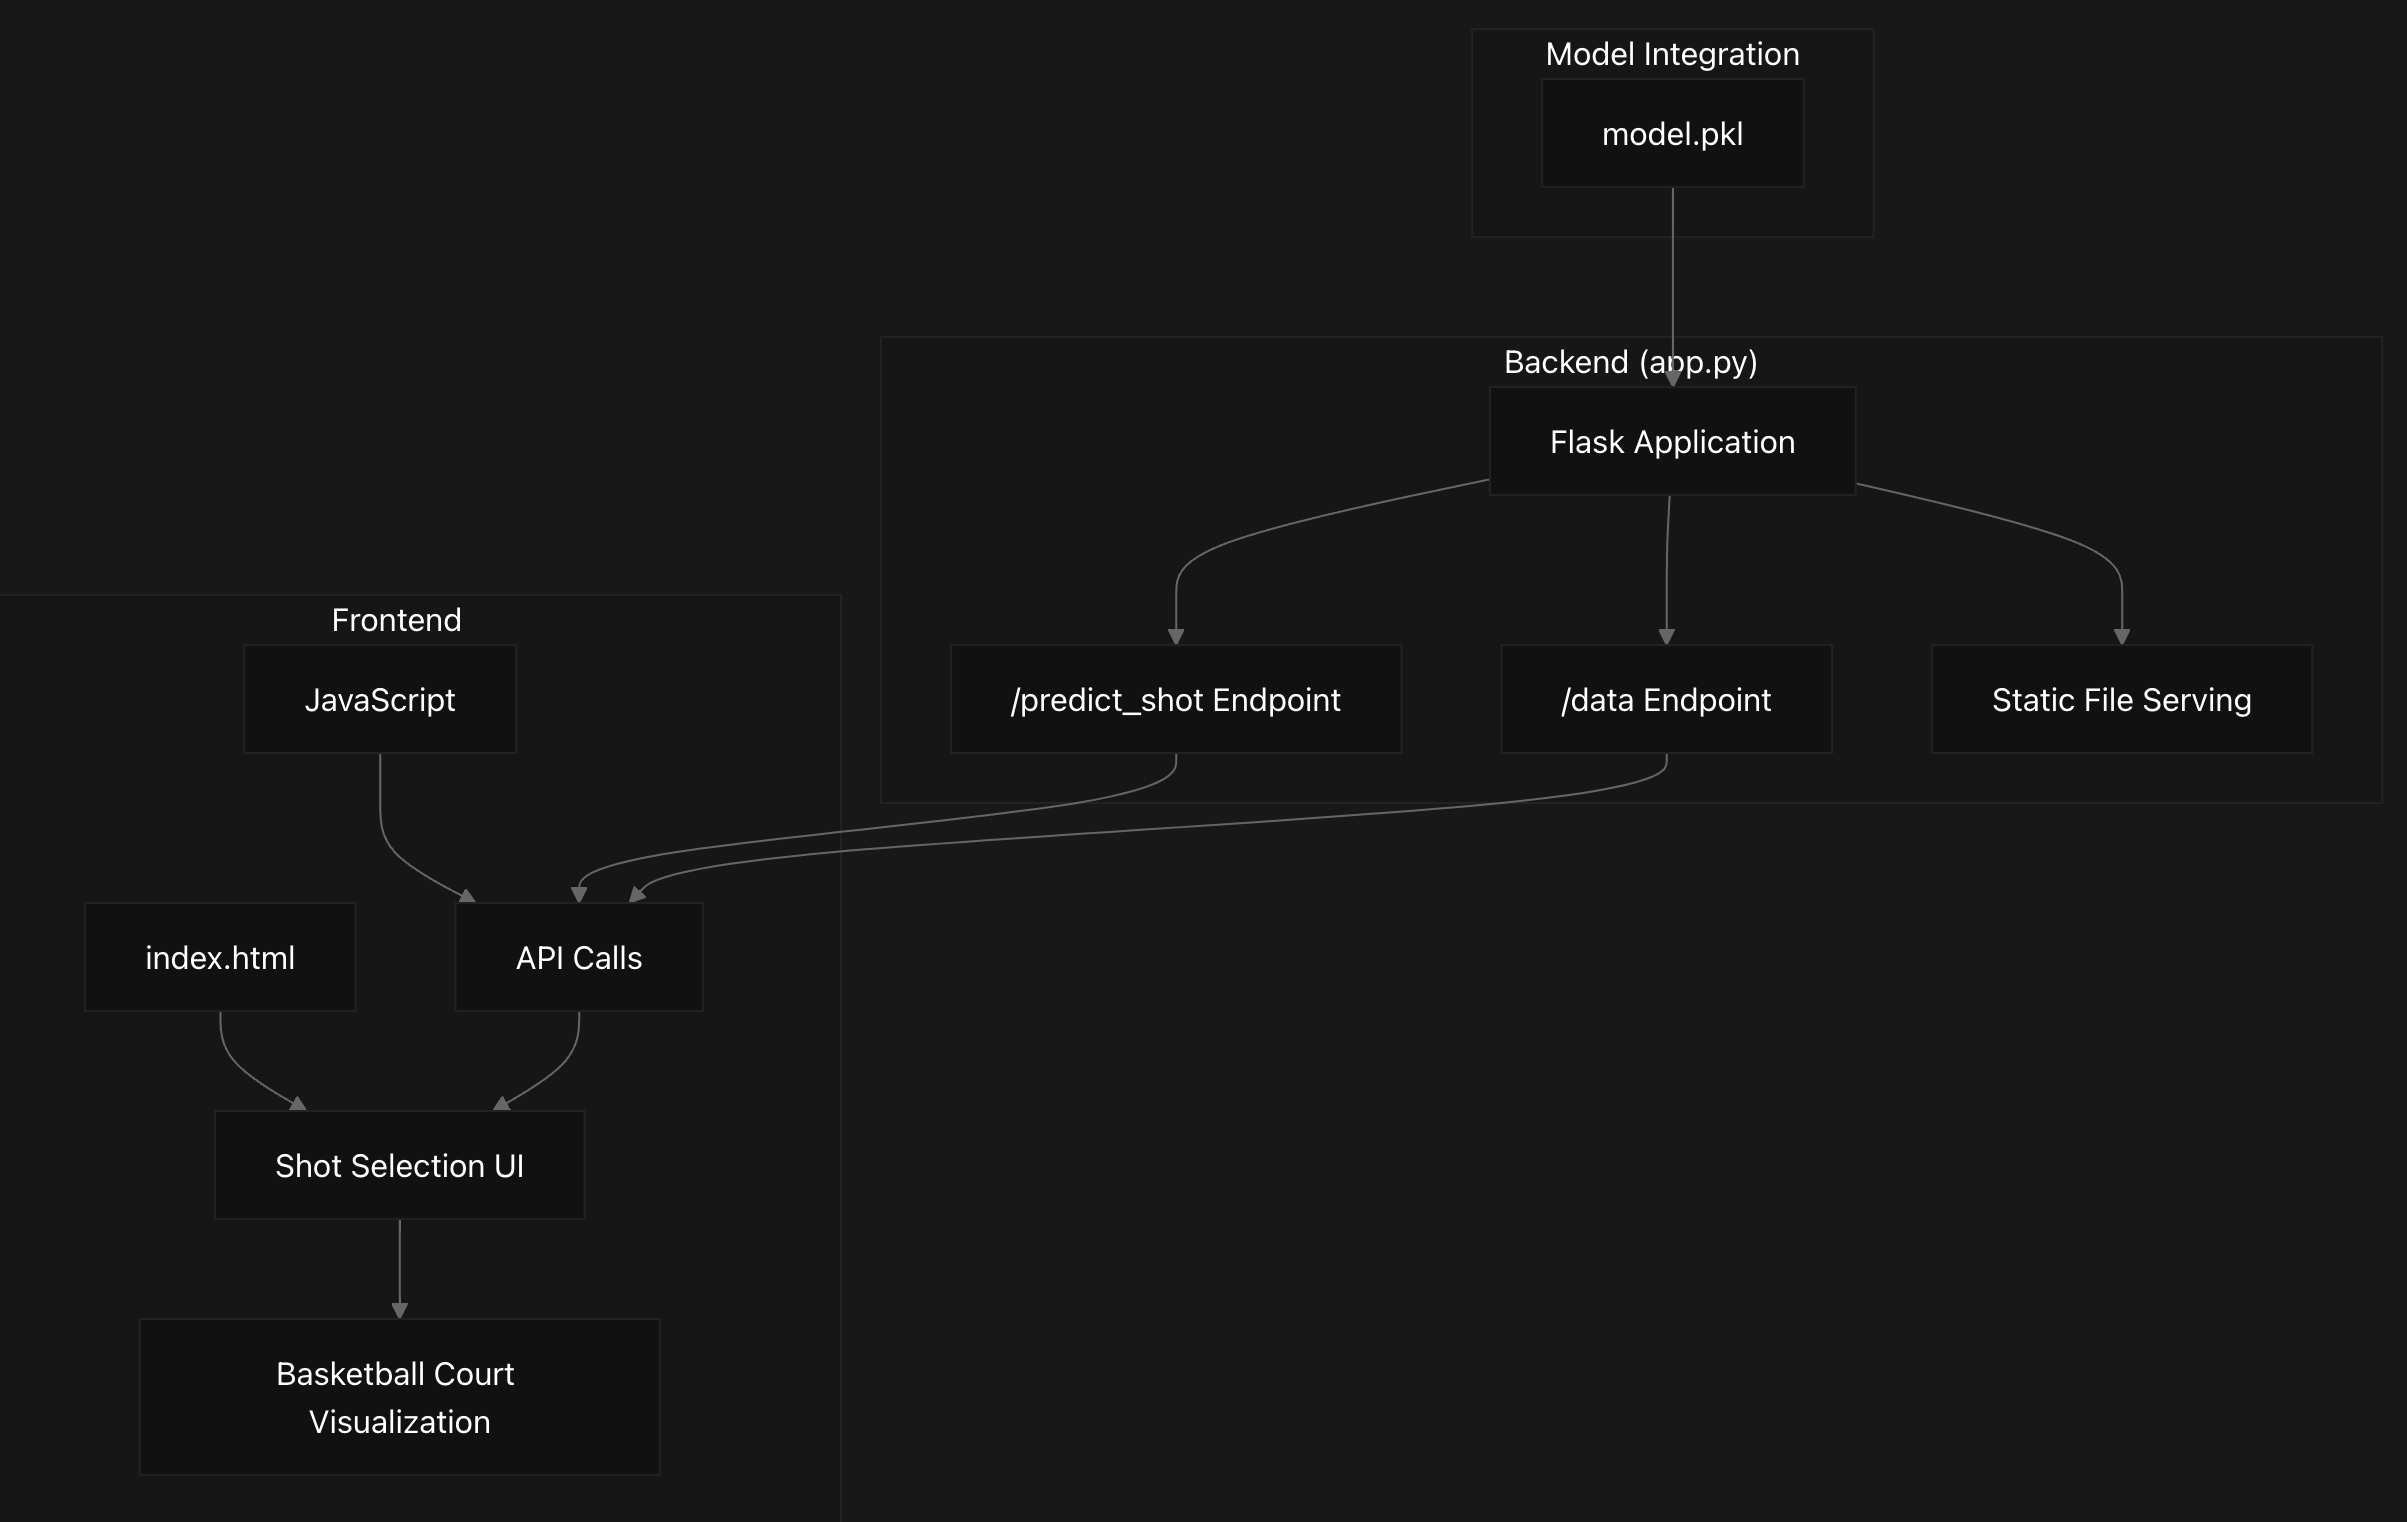 Model Integration
model.pkl
Backend (app.py)
Flask Application
Frontend
JavaScript
/predict_shot Endpoint
/data Endpoint
Static File Serving
index.html
API Calls
Shot Selection UI
Basketball Court
Visualization